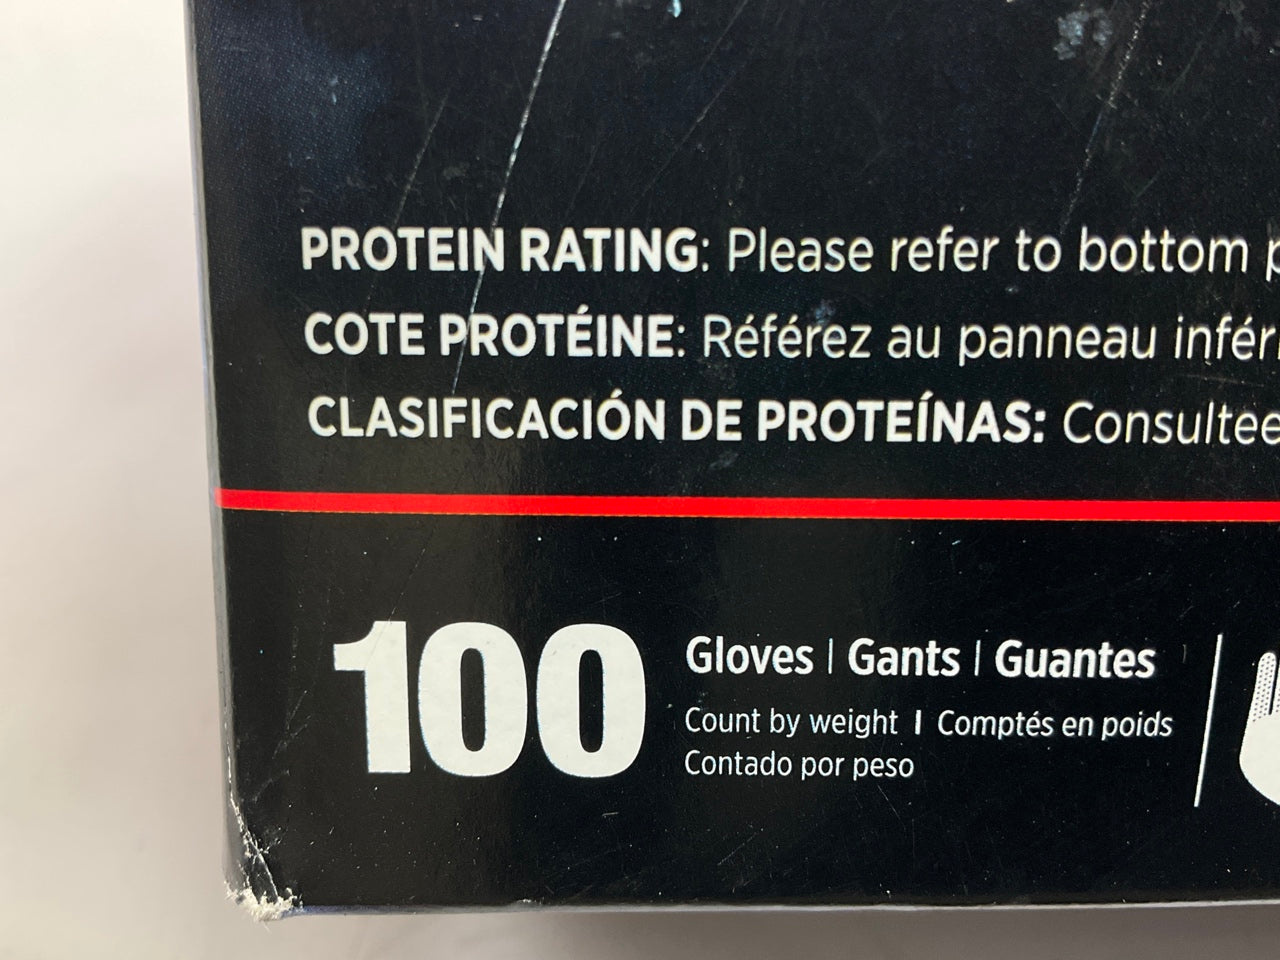 PROTEIN RATING: Please refer to bottom
COTE PROTÉINE: Référez au panneau
CLASIFICACIÓN DE PROTEÍNAS: Consultee
100
Gloves | Gants | Guantes
Count by weight I Comptés en poids
Contado por peso